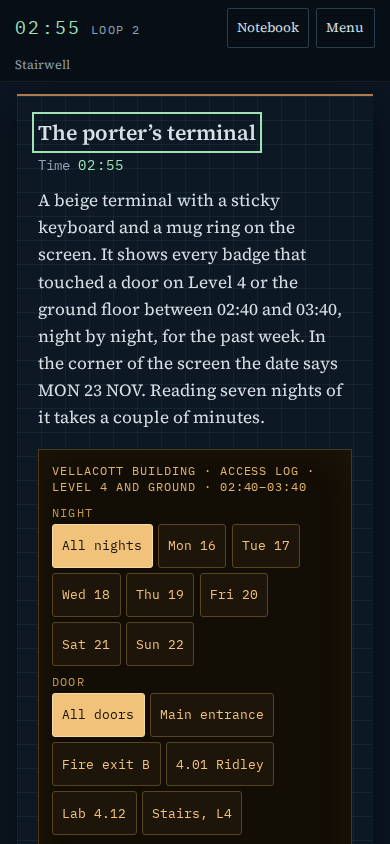 02:55 LOOP 2
Notebook
Menu
Stairwell
The porter’s terminal
Time 02:55
A beige terminal with a sticky
keyboard and a mug ring on the
screen. It shows every badge that
touched a door on Level 4 or the
ground floor between 02:40 and 03:40,
night by night, for the past week. In
the corner of the screen the date says
MON 23 NOV. Reading seven nights of
it takes a couple of minutes.
VELLACOTT BUILDING · ACCESS LOG ·
LEVEL 4 AND GROUND · 02:40–03:40
NIGHT
All nights Mon 16 Tue 17
Wed 18 Thu 19 Fri 20
Sat 21 Sun 22
DOOR
All doors Main entrance
Fire exit B 4.01 Ridley
Lab 4.12 Stairs, L4